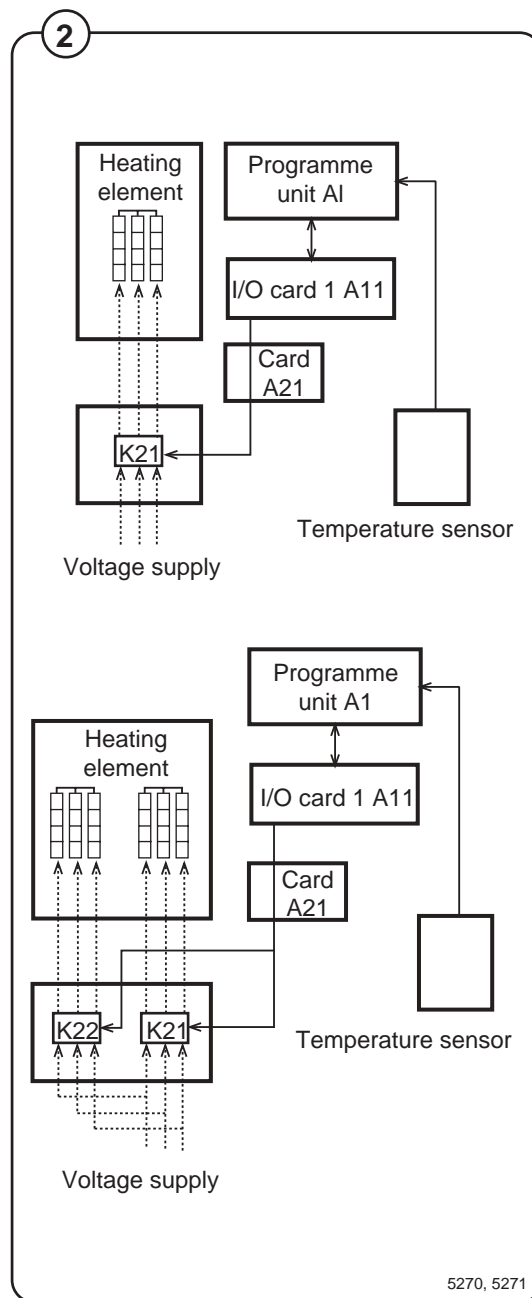 2
Heating
element
Programme
unit AI
I/O card 1 A11
Card
A21
K21
Temperature sensor
Voltage supply
Programme
unit A1
Heating
element
I/O card 1 A11
Card
A21
K22
K21
Temperature sensor
Voltage supply
5270, 5271